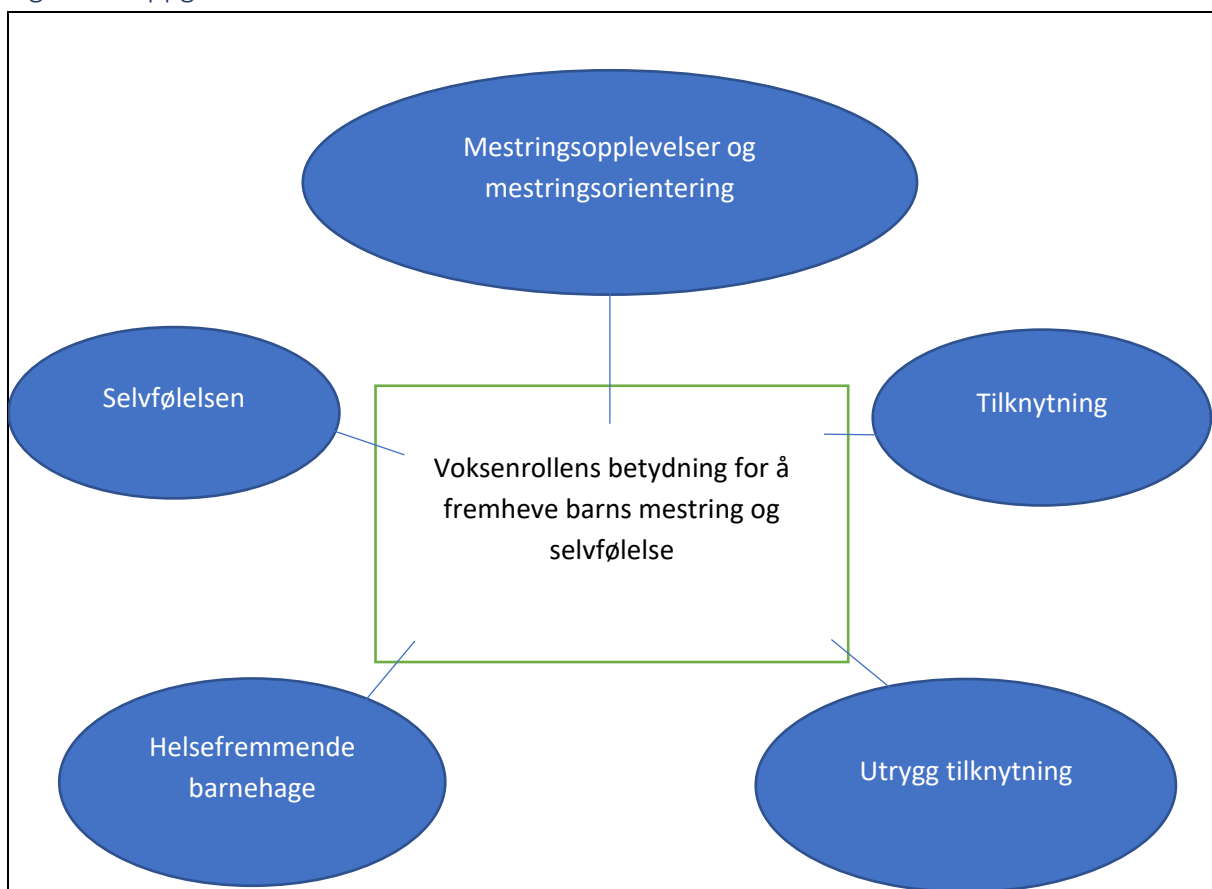 Mestringsopplevelser og
mestringsorientering
Selvfølelsen
Tilknytning
Voksenrollens betydning for å
fremheve barns mestring og
selvfølelse
Helsefremmende
barnehage
Utrygg tilknytning